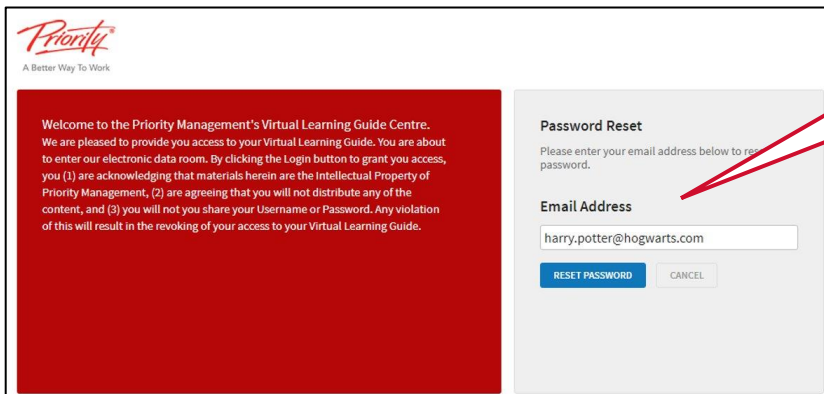 Priority
A Better Way To Work
Welcome to the Priority Management's Virtual Learning Guide Centre.
We are pleased to provide you access to your Virtual Learning Guide. You are about
to enter our electronic data room. By clicking the Login button to grant you access,
you (1) are acknowledging that materials herein are the Intellectual Property of
Priority Management, (2) are agreeing that you will not distribute any of the
content, and (3) you will not you share your Username or Password. Any violation
of this will result in the revoking of your access to your Virtual Learning Guide.
Password Reset
Please enter your email address below to
password.
Email Address
harry.potter@hogwarts.com
RESET PASSWORD
CANCEL